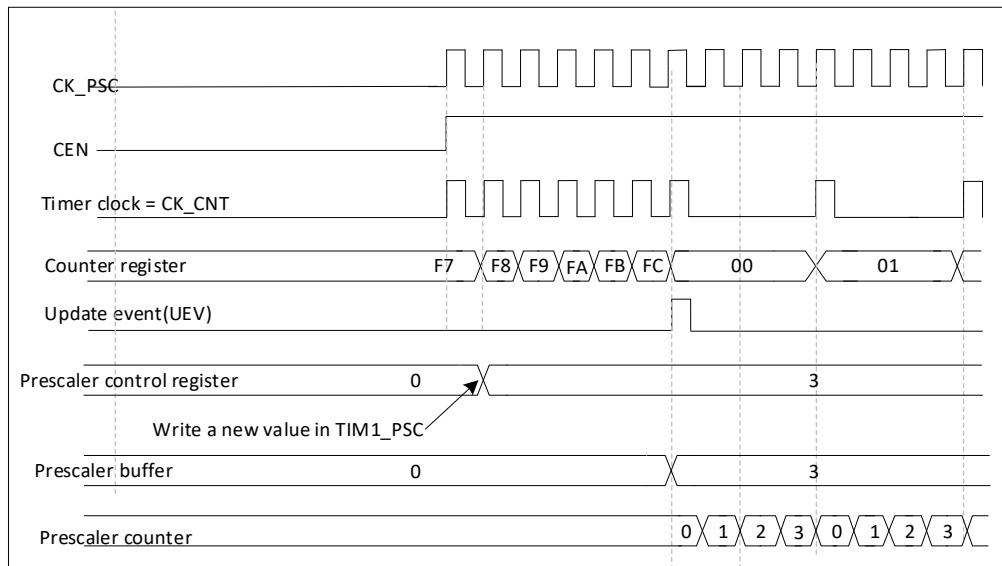 CK_PSC
CEN
Timer clock = CK_CNT
Counter register F7 F8 F9 FA FB FC 00 01
Update event(UEV)
Prescaler control register 0 3
Write a new value in TIM1_PSC
Prescaler buffer 0 3
Prescaler counter 0 1 2 3 0 1 2 3